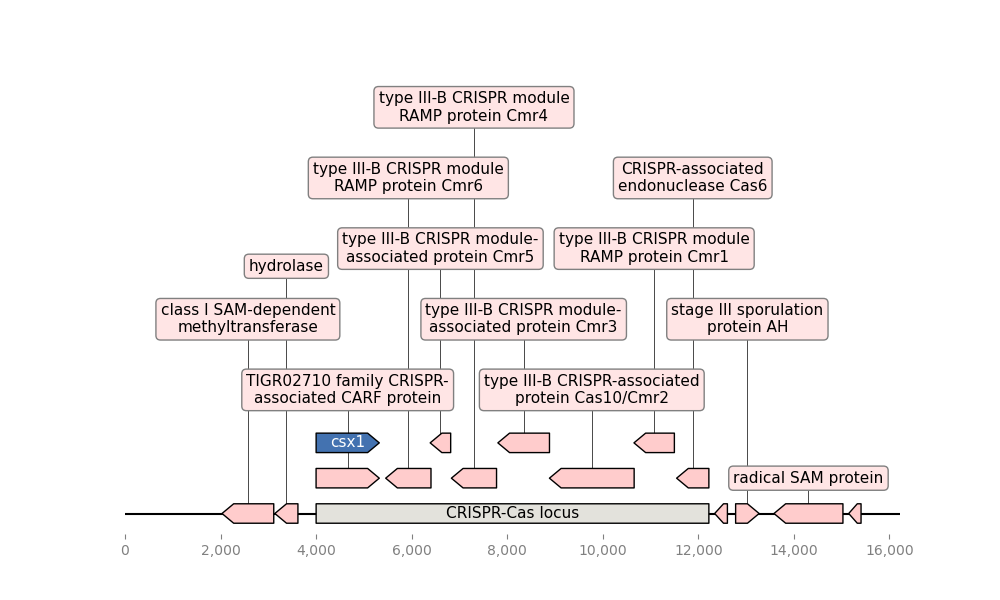 type III-B CRISPR module
RAMP protein Cmr4
type III-B CRISPR module
RAMP protein Cmr6
CRISPR-associated
endonuclease Cas6
type III-B CRISPR module-
associated protein Cmr5
type III-B CRISPR module
RAMP protein Cmr1
hydrolase
class I SAM-dependent
methyltransferase
type III-B CRISPR module-
associated protein Cmr3
stage III sporulation
protein AH
TIGR02710 family CRISPR-
associated CARF protein
type III-B CRISPR-associated
protein Cas10/Cmr2
csx1
radical SAM protein
CRISPR-Cas locus
0 2,000 4,000 6,000 8,000 10,000 12,000 14,000 16,000